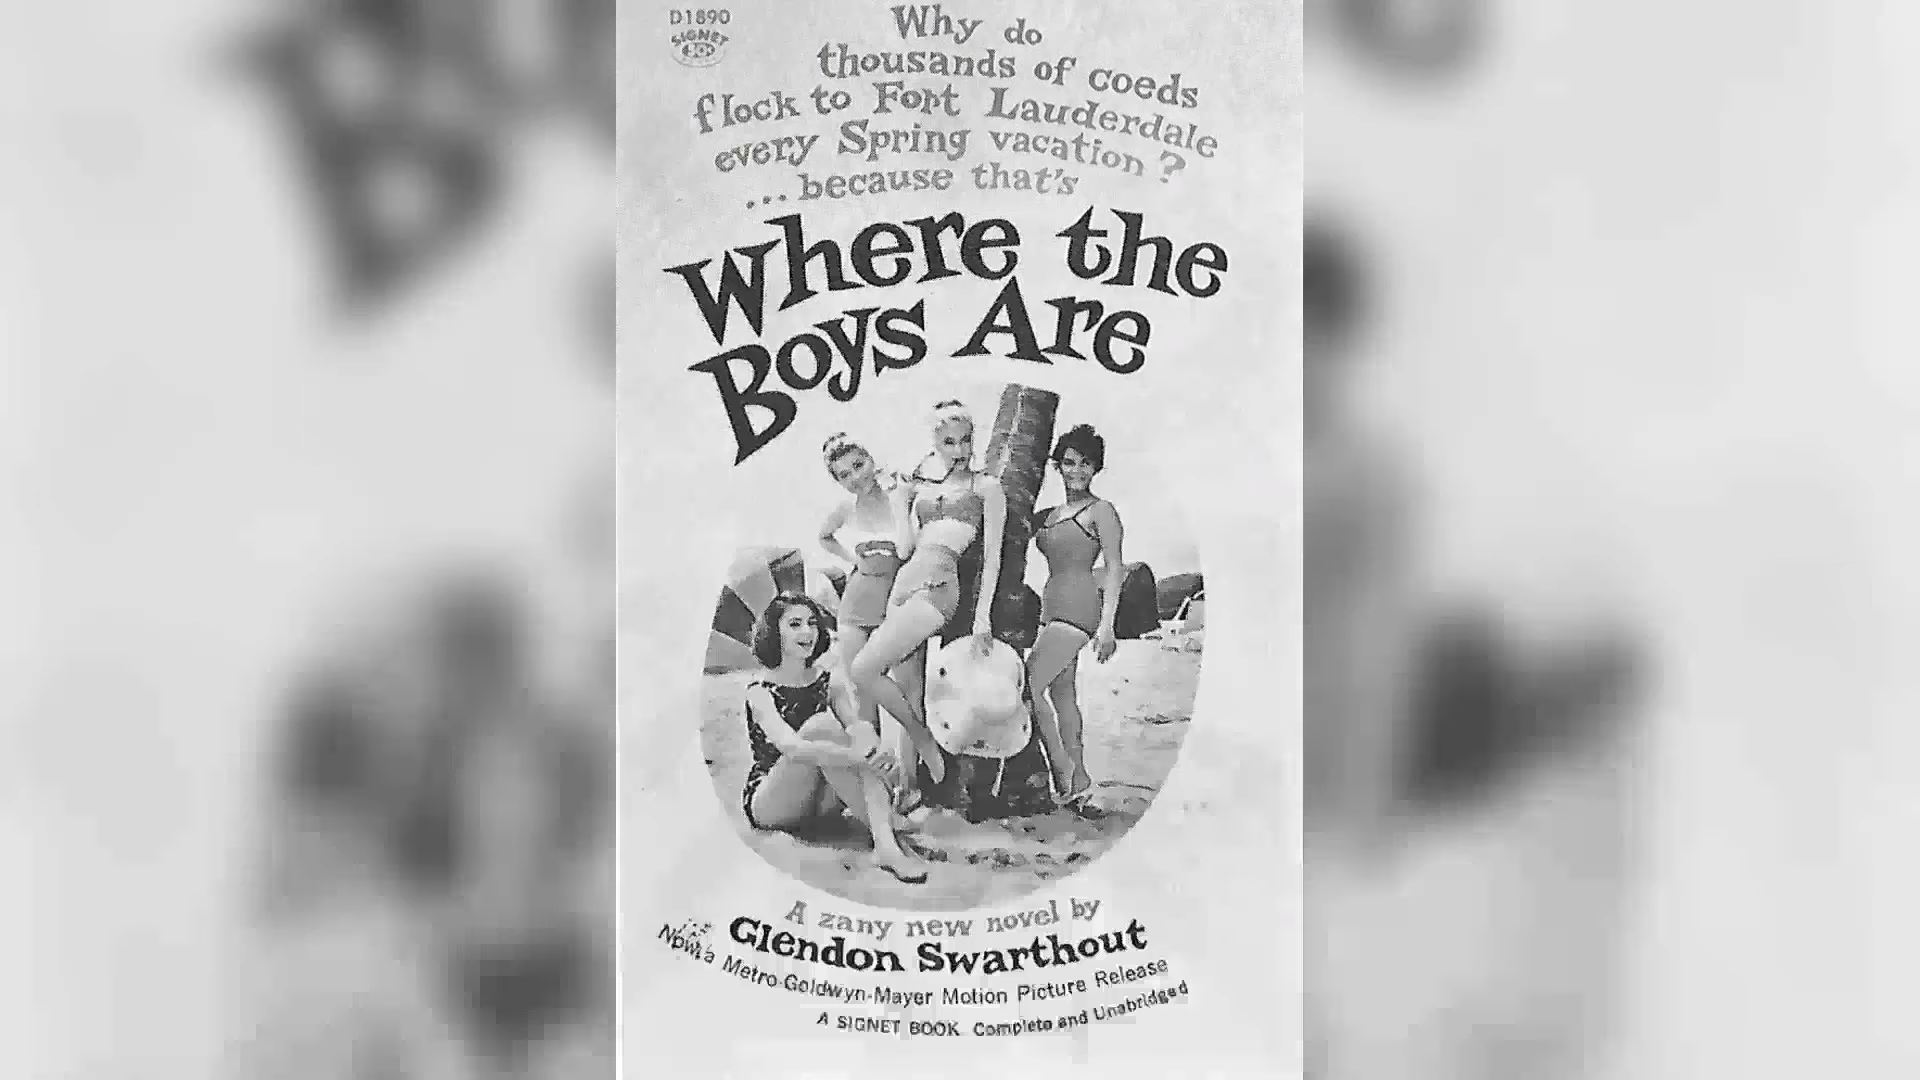 D1890
SIGNET
Why do
thousands of coeds
flock to Fort Lauderdale
every Spring vacation?
...because that's
Where the
Boys Are
A zany new novel by
Glendon Swarthout
Now a Metro-Goldwyn-Mayer Motion Picture Release
A SIGNET BOOK Complete and Unabridged